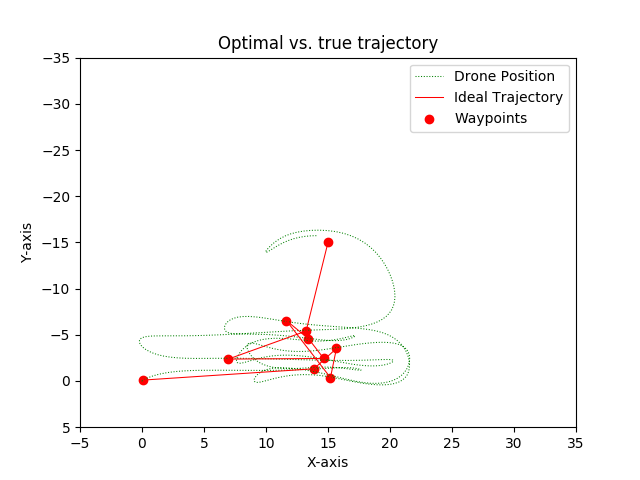 Optimal vs. true trajectory
Drone Position
Ideal Trajectory
Waypoints
−35
−30
−25
−20
−15
−10
−5
0
5
Y-axis
−5 0 5 10 15 20 25 30 35
X-axis